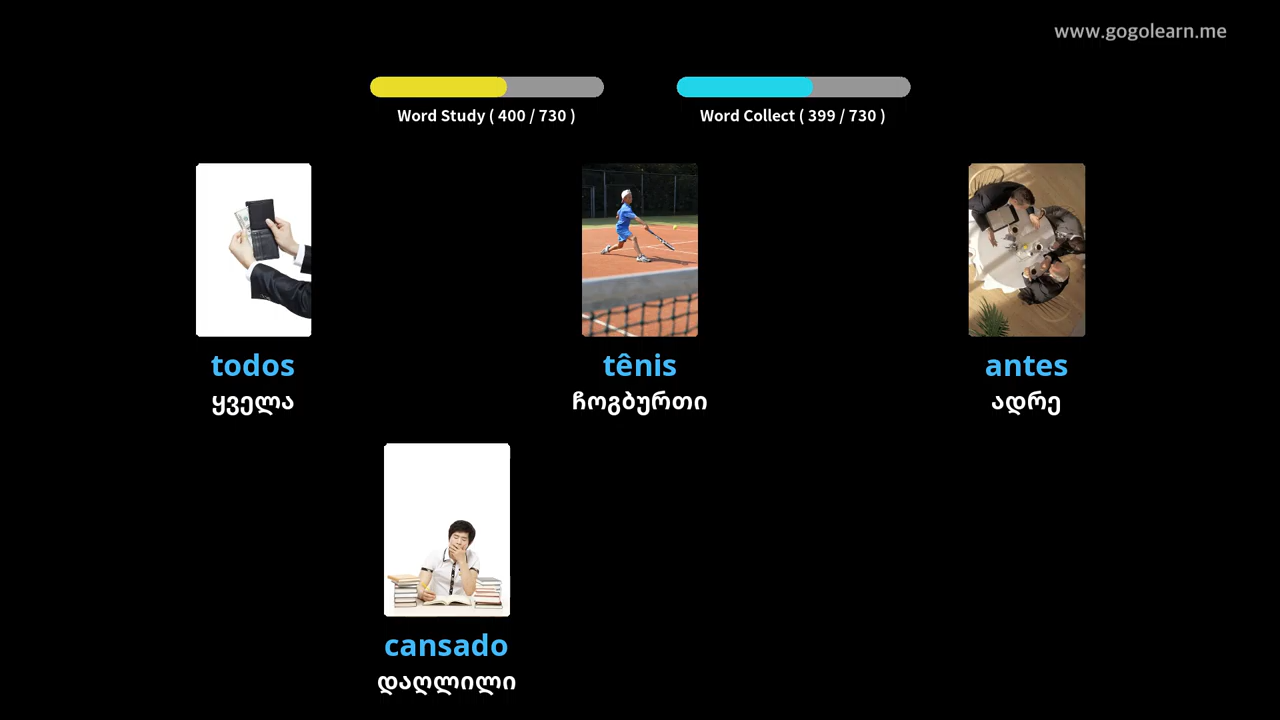 www.gogolearn.me
Word Study ( 400 / 730 )
Word Collect ( 399 / 730 )
todos
ყველა
tênis
ჩოგბურთი
antes
ადრე
cansado
დაღლილი